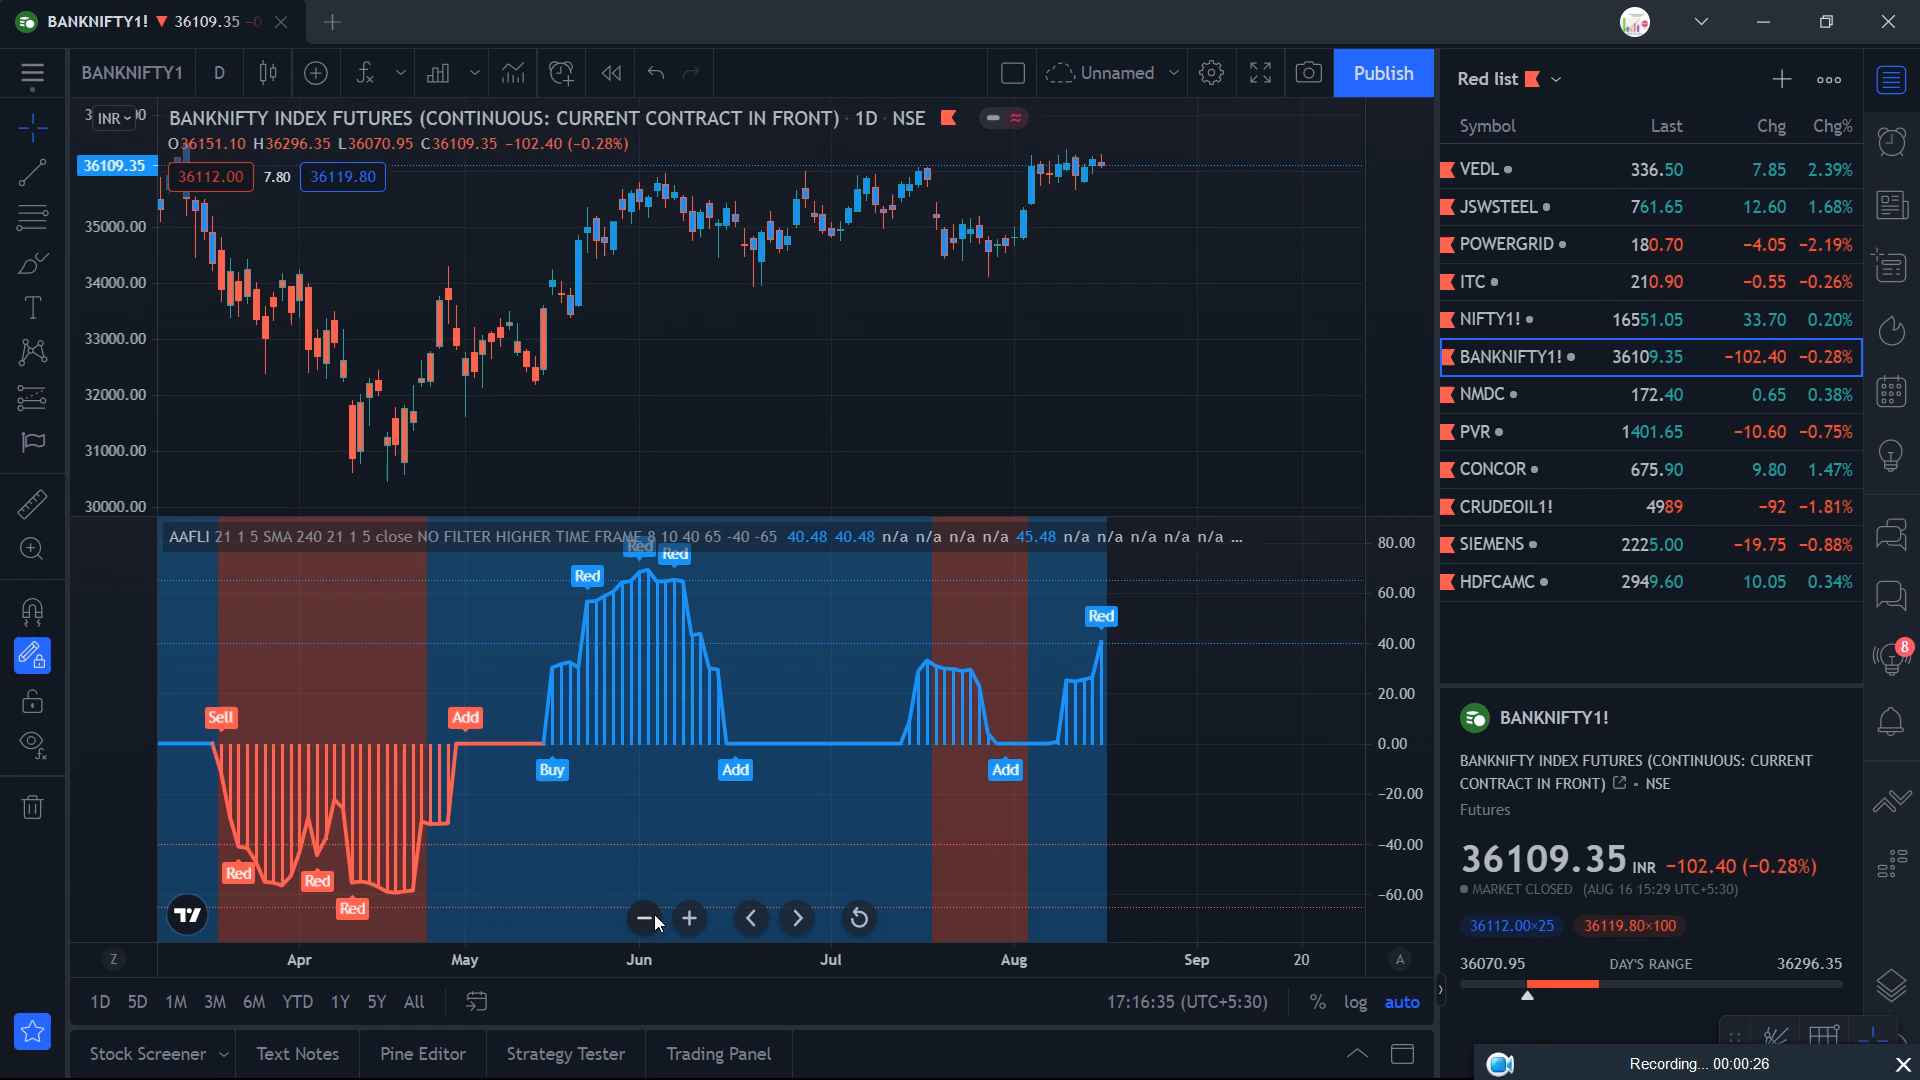 BANKNIFTY1! ▼ 36109.35 −0
BANKNIFTY1 D Unnamed Publish
INR
BANKNIFTY INDEX FUTURES (CONTINUOUS: CURRENT CONTRACT IN FRONT) · 1D · NSE
O36151.10 H36296.35 L36070.95 C36109.35 −102.40 (−0.28%)
36109.35
36112.00 7.80 36119.80
35000.00
34000.00
33000.00
32000.00
31000.00
30000.00
AAFLI 21 1 5 SMA 240 21 1 5 close NO FILTER HIGHER TIME FRAME 8 10 40 65 -40 -65 40.48 40.48 n/a n/a n/a n/a 45.48 n/a n/a n/a n/a n/a ...
Red
Red
Red
Red
Sell
Add
Buy
Add
Add
Red
Red
Red
80.00
60.00
40.00
20.00
0.00
−20.00
−40.00
−60.00
Z Apr May Jun Jul Aug Sep 20 A
1D 5D 1M 3M 6M YTD 1Y 5Y All 17:16:35 (UTC+5:30) % log auto
Stock Screener Text Notes Pine Editor Strategy Tester Trading Panel
Red list
Symbol Last Chg Chg%
VEDL 336.50 7.85 2.39%
JSWSTEEL 761.65 12.60 1.68%
POWERGRID 180.70 −4.05 −2.19%
ITC 210.90 −0.55 −0.26%
NIFTY1! 16551.05 33.70 0.20%
BANKNIFTY1! 36109.35 −102.40 −0.28%
NMDC 172.40 0.65 0.38%
PVR 1401.65 −10.60 −0.75%
CONCOR 675.90 9.80 1.47%
CRUDEOIL1! 4989 −92 −1.81%
SIEMENS 2225.00 −19.75 −0.88%
HDFCAMC 2949.60 10.05 0.34%
8
BANKNIFTY1!
BANKNIFTY INDEX FUTURES (CONTINUOUS: CURRENT
CONTRACT IN FRONT) • NSE
Futures
36109.35 INR −102.40 (−0.28%)
MARKET CLOSED (AUG 16 15:29 UTC+5:30)
36112.00×25 36119.80×100
36070.95 DAY'S RANGE 36296.35
Recording... 00:00:26